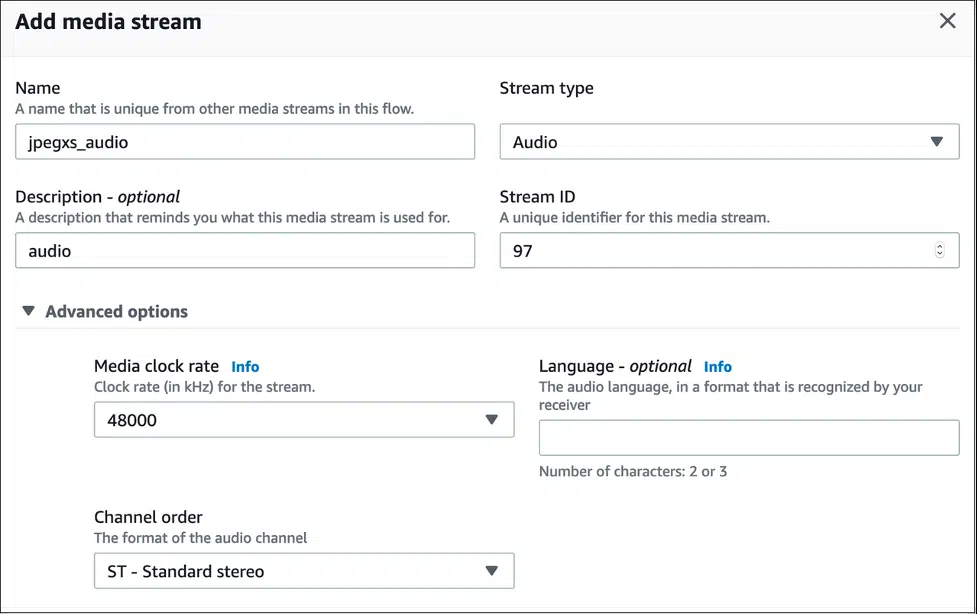 Add media stream
Name
A name that is unique from other media streams in this flow.
jpegxs_audio
Stream type
Audio
Description - optional
A description that reminds you what this media stream is used for.
audio
Stream ID
A unique identifier for this media stream.
97
Advanced options
Media clock rate Info
Clock rate (in kHz) for the stream.
48000
Language - optional Info
The audio language, in a format that is recognized by your
receiver
Number of characters: 2 or 3
Channel order
The format of the audio channel
ST - Standard stereo